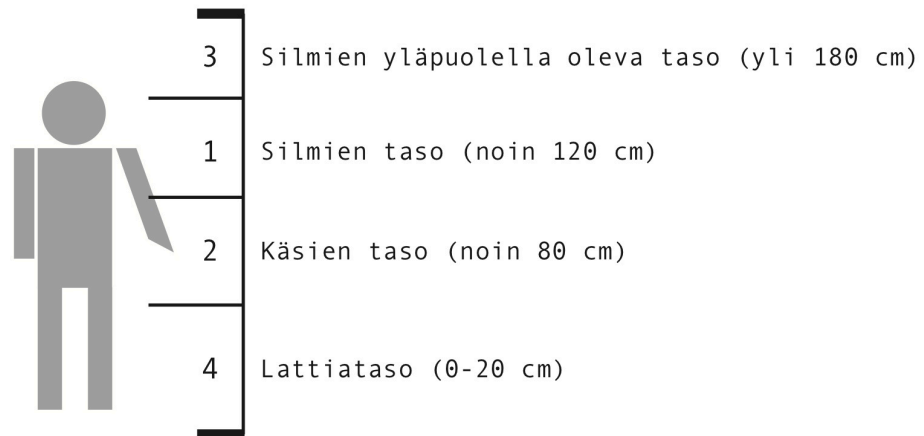 3 Silmien yläpuolella oleva taso (yli 180 cm)
1 Silmien taso (noin 120 cm)
2 Käsien taso (noin 80 cm)
4 Lattiataso (0-20 cm)